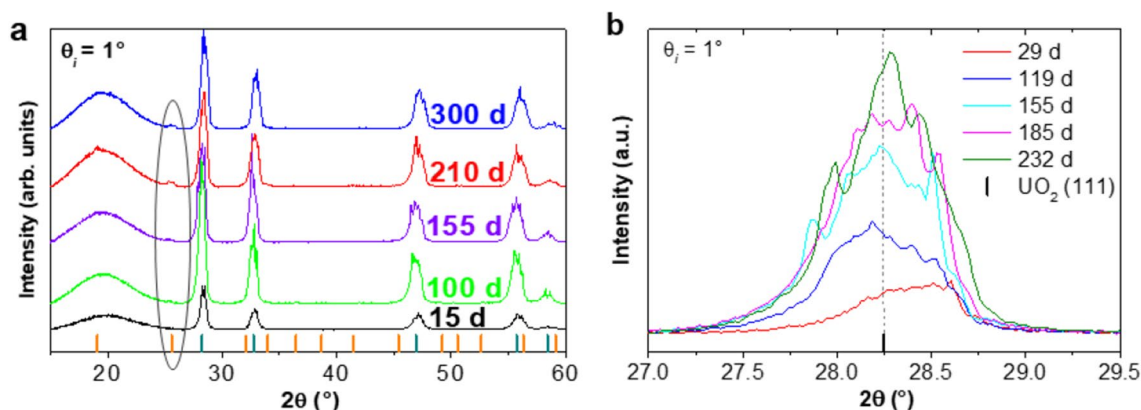 a
θi = 1°
Intensity (arb. units)
300 d
210 d
155 d
100 d
15 d
20 30 40 50 60
2θ (°)
b
θi = 1°
Intensity (a.u.)
29 d
119 d
155 d
185 d
232 d
UO2 (111)
27.0 27.5 28.0 28.5 29.0 29.5
2θ (°)